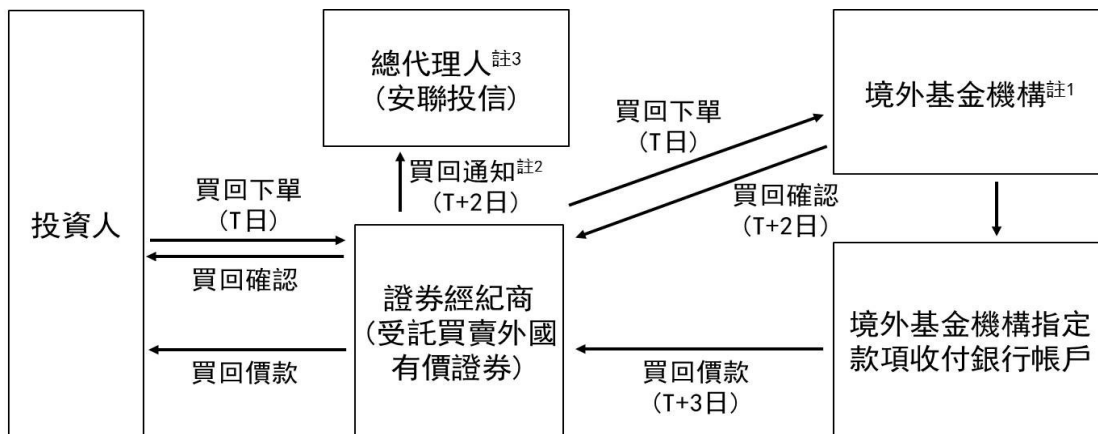 總代理人註3
(安聯投信)
境外基金機構註1
買回下單
(T日)
買回通知註2
(T+2日)
買回下單
(T日)
買回確認
(T+2日)
投資人
買回確認
證券經紀商
(受託買賣外國
有價證券)
境外基金機構指定
款項收付銀行帳戶
買回價款
買回價款
(T+3日)